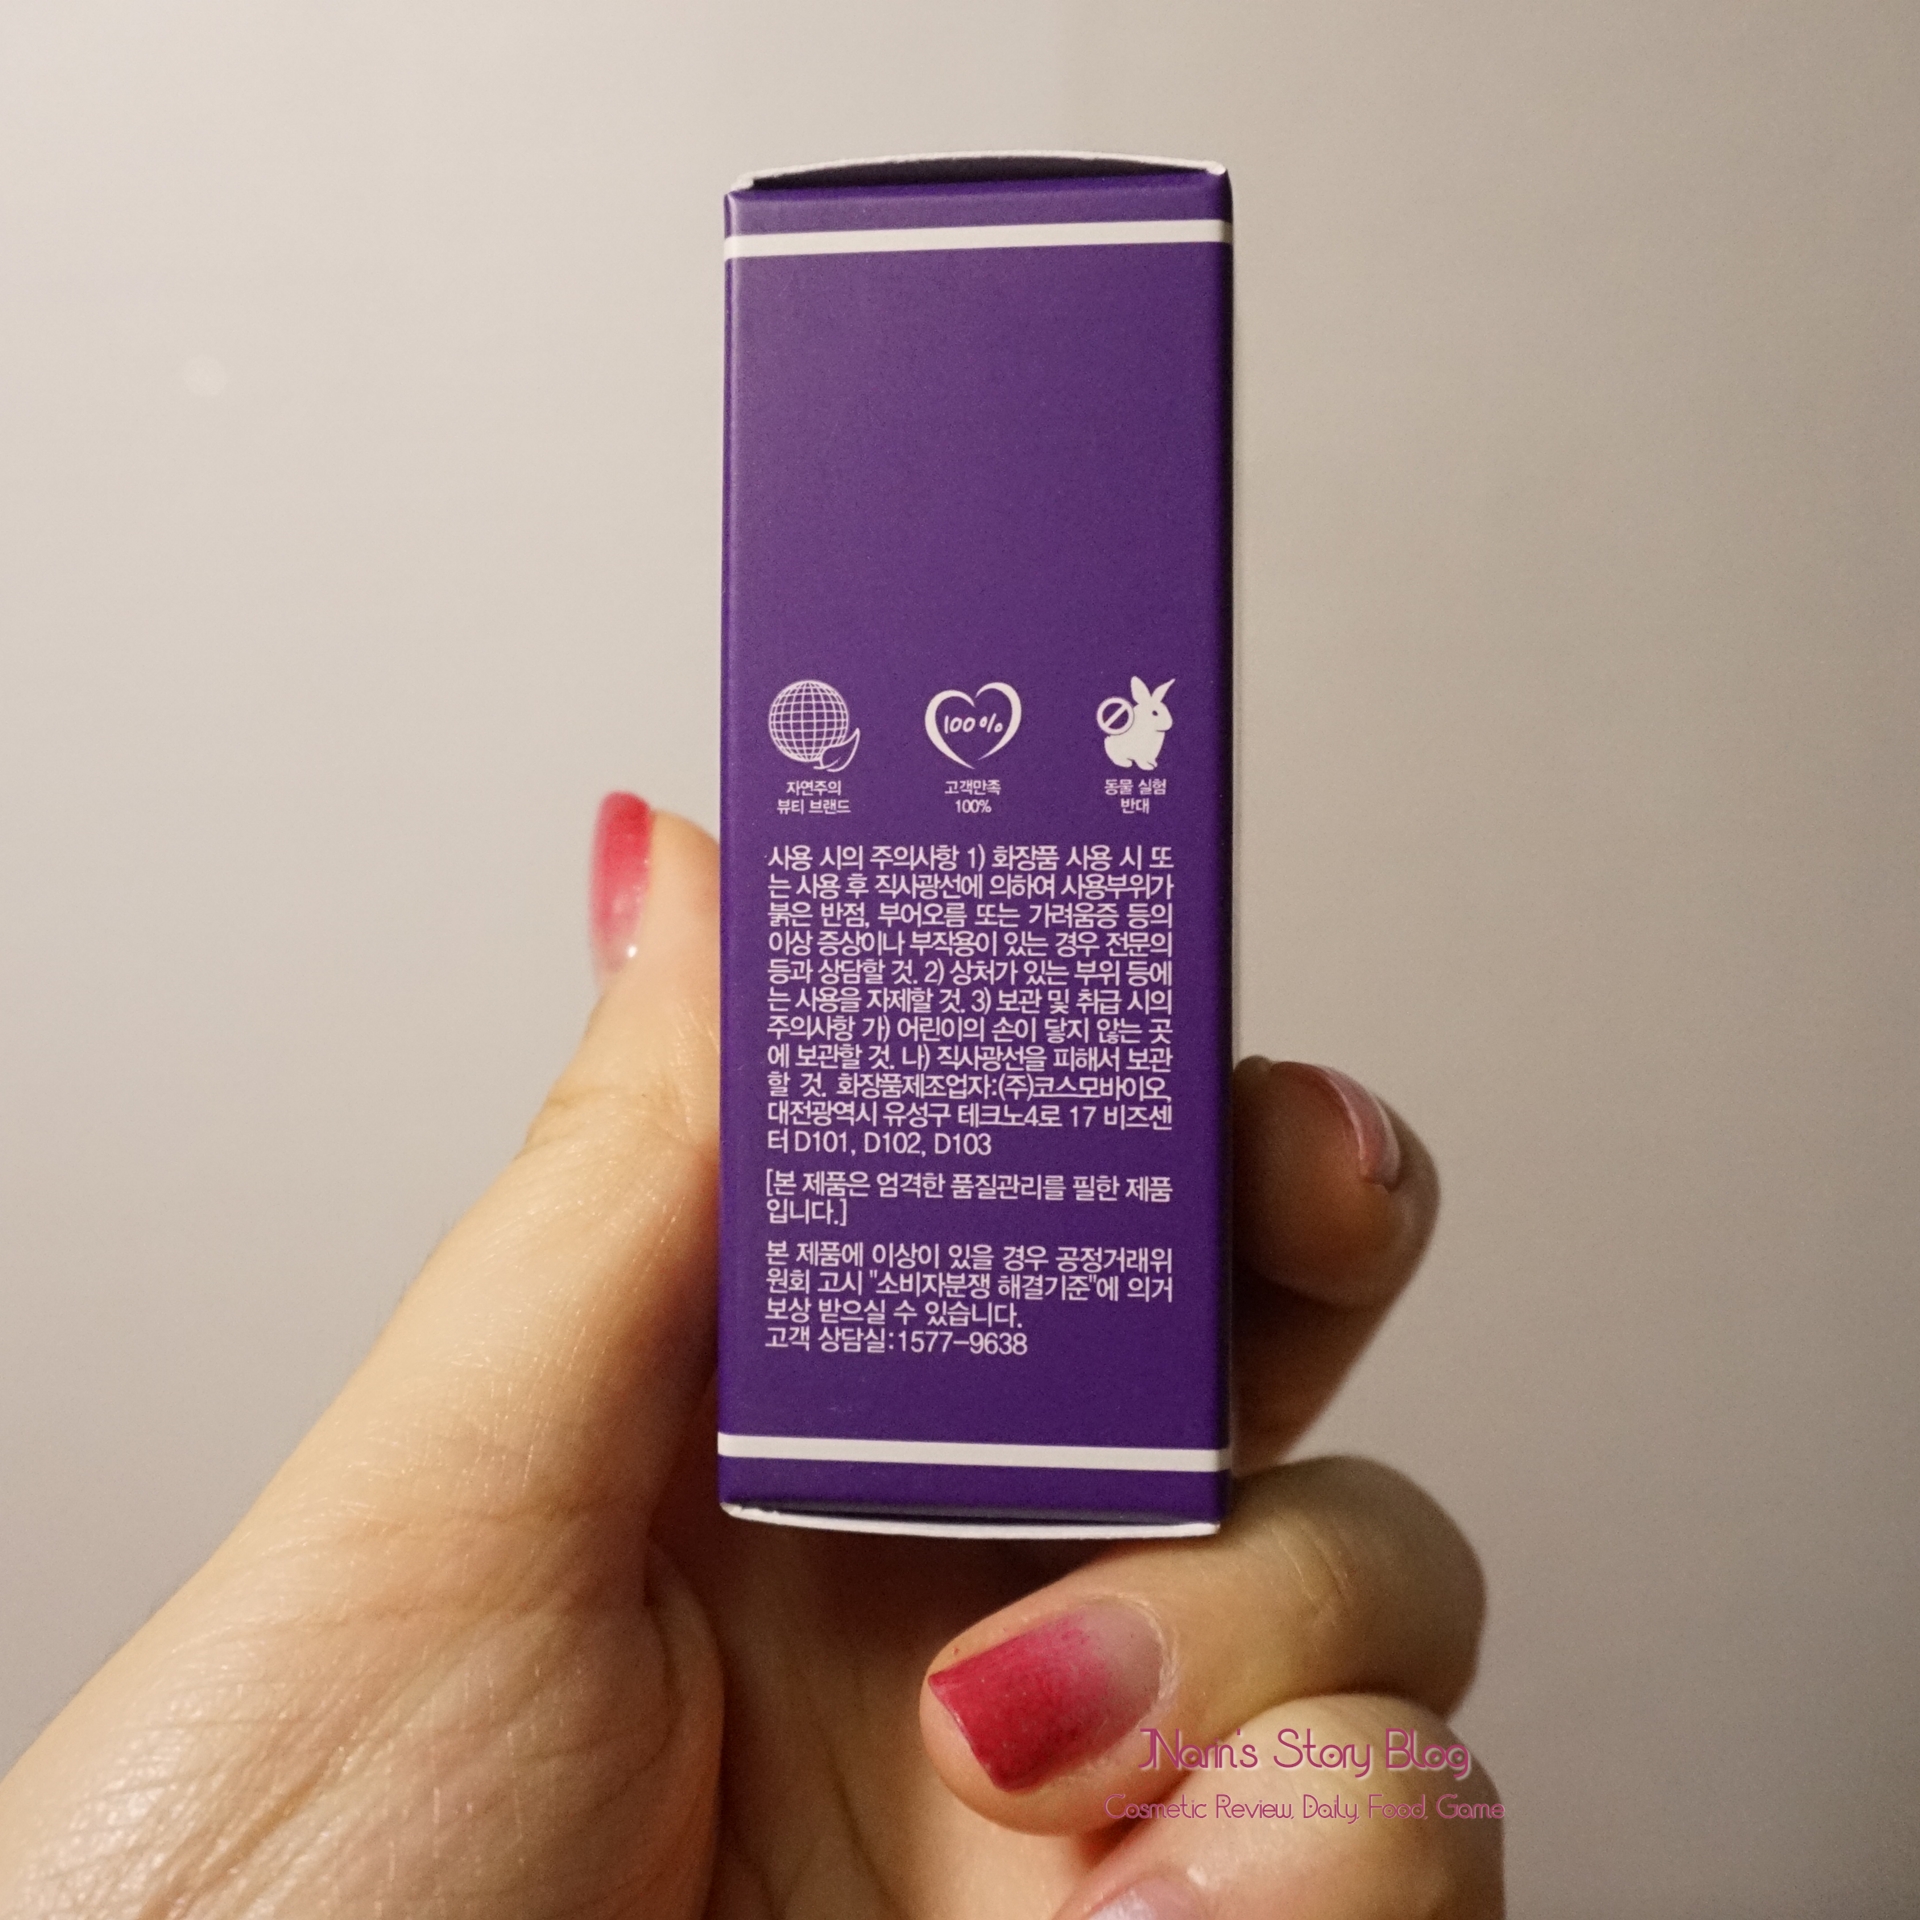 100%
자연주의
뷰티 브랜드
고객만족
100%
동물 실험
반대
사용 시의 주의사항 1) 화장품 사용 시 또
는 사용 후 직사광선에 의하여 사용부위가
붉은 반점, 부어오름 또는 가려움증 등의
이상 증상이나 부작용이 있는 경우 전문의
등과 상담할 것. 2) 상처가 있는 부위 등에
는 사용을 자제할 것. 3) 보관 및 취급 시의
주의사항 가) 어린이의 손이 닿지 않는 곳
에 보관할 것. 나) 직사광선을 피해서 보관
할 것. 화장품제조업자:(주)코스모바이오,
대전광역시 유성구 테크노4로 17 비즈센
터 D101, D102, D103
[본 제품은 엄격한 품질관리를 필한 제품
입니다.]
본 제품에 이상이 있을 경우 공정거래위
원회 고시 "소비자분쟁 해결기준"에 의거
보상 받으실 수 있습니다.
고객 상담실:1577-9638
JNarin's Story Blog
Cosmetic Review, Daily, Food, Game